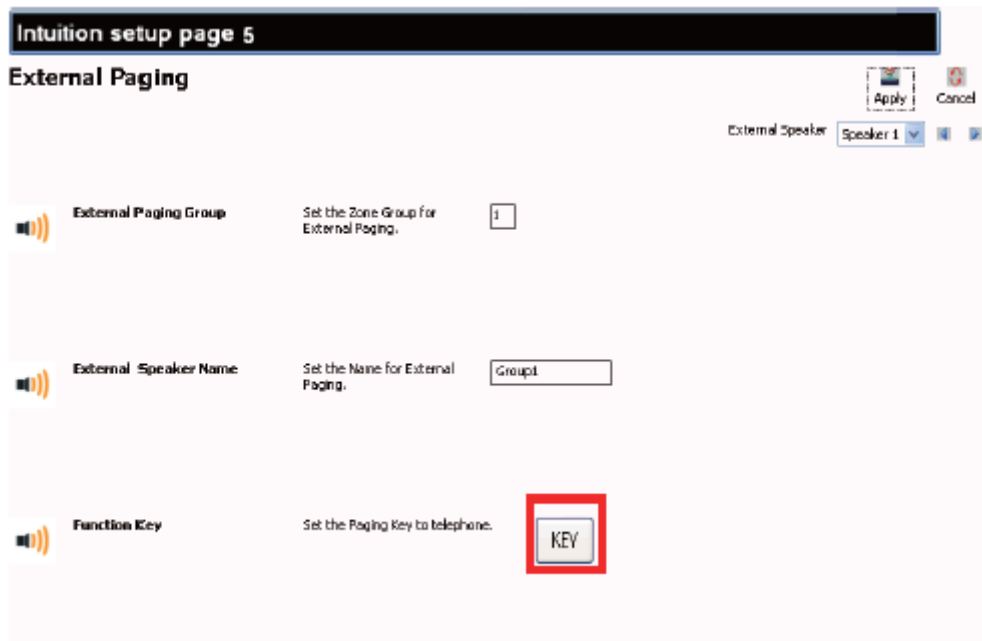 Intuition setup page 5
External Paging
Apply
Cancel
External Speaker
Speaker 1
External Paging Group
Set the Zone Group for
External Paging.
1
External Speaker Name
Set the Name for External
Paging.
Group1
Function Key
Set the Paging Key to telephone.
KEY